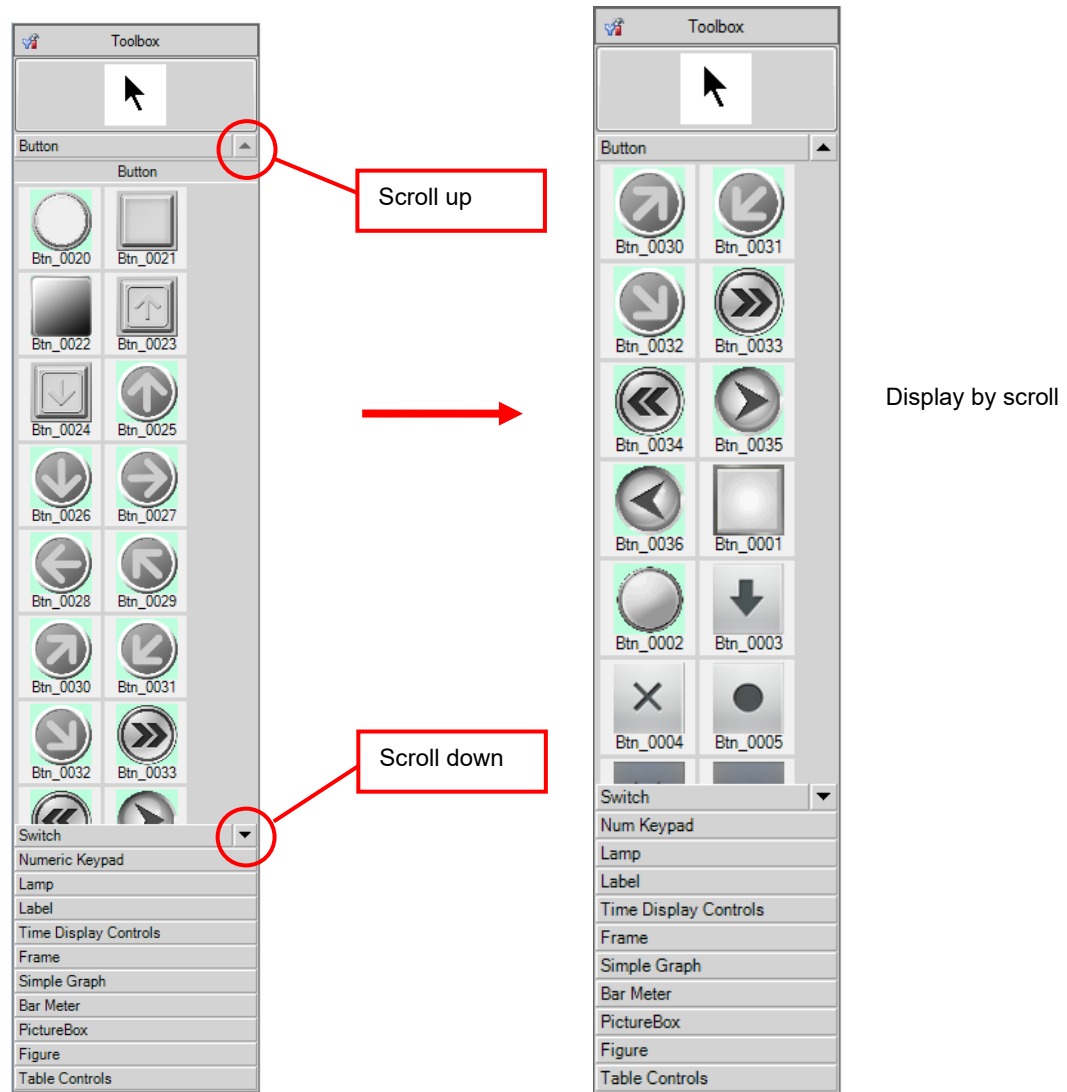 Toolbox
Button
Button
Btn_0020 Btn_0021
Btn_0022 Btn_0023
Btn_0024 Btn_0025
Btn_0026 Btn_0027
Btn_0028 Btn_0029
Btn_0030 Btn_0031
Btn_0032 Btn_0033
Switch
Numeric Keypad
Lamp
Label
Time Display Controls
Frame
Simple Graph
Bar Meter
PictureBox
Figure
Table Controls
Scroll up
Scroll down
Toolbox
Button
Btn_0030 Btn_0031
Btn_0032 Btn_0033
Btn_0034 Btn_0035
Btn_0036 Btn_0001
Btn_0002 Btn_0003
Btn_0004 Btn_0005
Switch
Num Keypad
Lamp
Label
Time Display Controls
Frame
Simple Graph
Bar Meter
PictureBox
Figure
Table Controls
Display by scroll